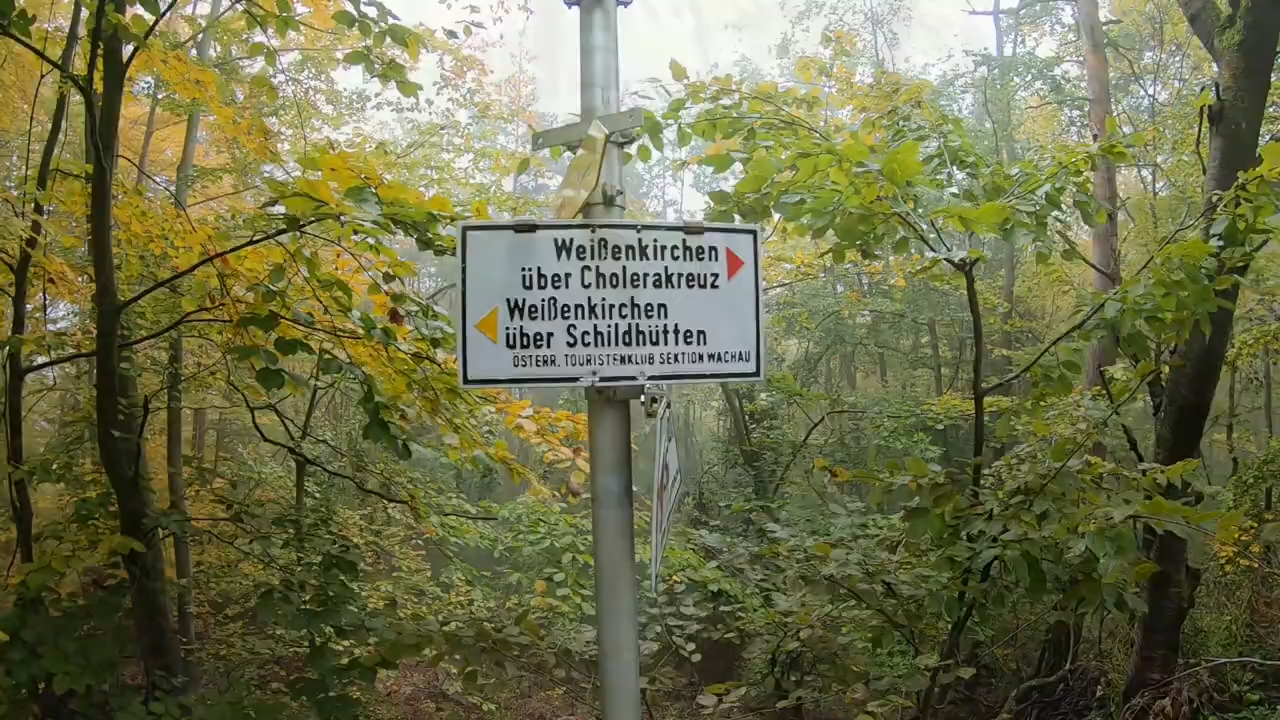 Weißenkirchen
über Cholerakreuz
Weißenkirchen
über Schildhütten
ÖSTERR. TOURISTENKLUB SEKTION WACHAU